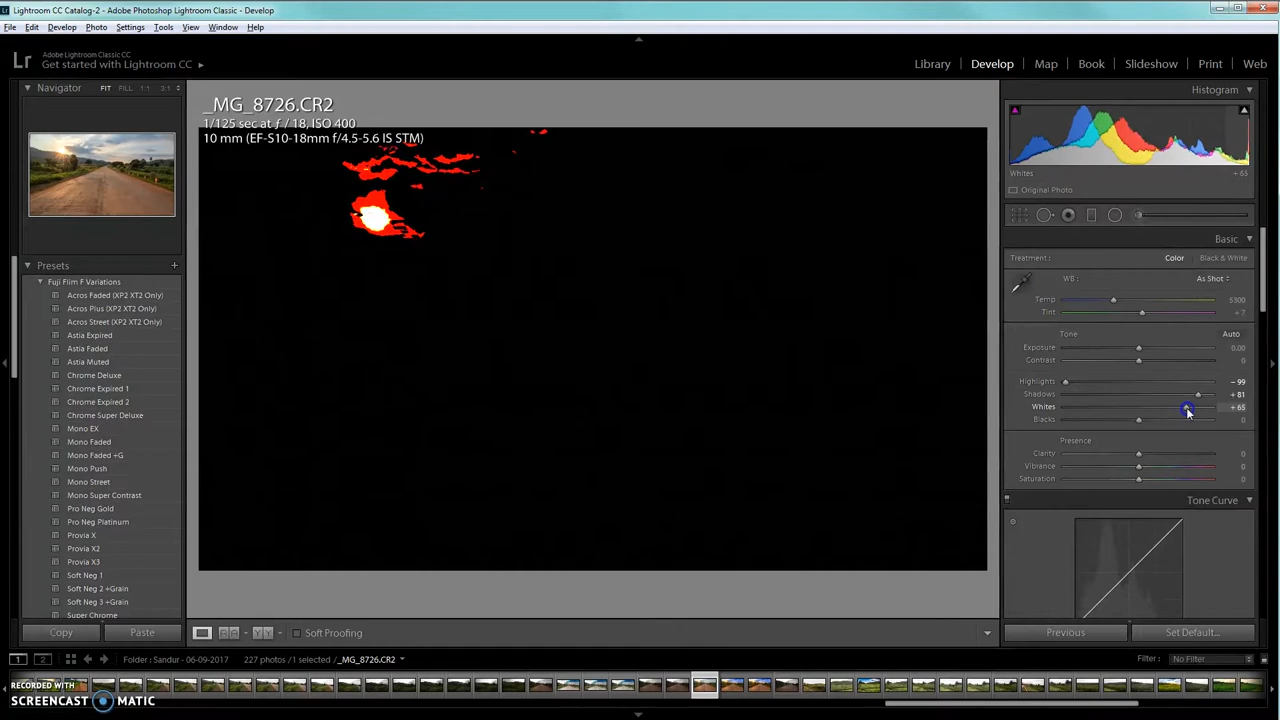 Lightroom CC Catalog-2 - Adobe Photoshop Lightroom Classic - Develop
File Edit Develop Photo Settings Tools View Window Help
Lr
Adobe Lightroom Classic CC
Get started with Lightroom CC
Library Develop Map Book Slideshow Print Web
Navigator FIT FILL 1:1 2:1
Presets +
Fuji Flim F Variations
Acros Faded (XP2 XT2 Only)
Acros Plus (XP2 XT2 Only)
Acros Street (XP2 XT2 Only)
Astia Expired
Astia Faded
Astia Muted
Chrome Deluxe
Chrome Expired 1
Chrome Expired 2
Chrome Super Deluxe
Mono EX
Mono Faded
Mono Faded +G
Mono Push
Mono Street
Mono Super Contrast
Pro Neg Gold
Pro Neg Platinum
Provia X
Provia X2
Provia X3
Soft Neg 1
Soft Neg 2 +Grain
Soft Neg 3 +Grain
Super Chrome
Copy Paste
_MG_8726.CR2
1/125 sec at ƒ / 18, ISO 400
10 mm (EF-S10-18mm f/4.5-5.6 IS STM)
Soft Proofing
Histogram
Whites + 65
Original Photo
Basic
Treatment : Color Black & White
WB : As Shot
Temp 5300
Tint + 7
Tone Auto
Exposure 0.00
Contrast 0
Highlights − 99
Shadows + 81
Whites + 65
Blacks 0
Presence
Clarity 0
Vibrance 0
Saturation 0
Tone Curve
Previous Set Default...
1 2 Folder : Sandur - 06-09-2017 227 photos /1 selected /_MG_8726.CR2
Filter : No Filter
RECORDED WITH
SCREENCAST MATIC